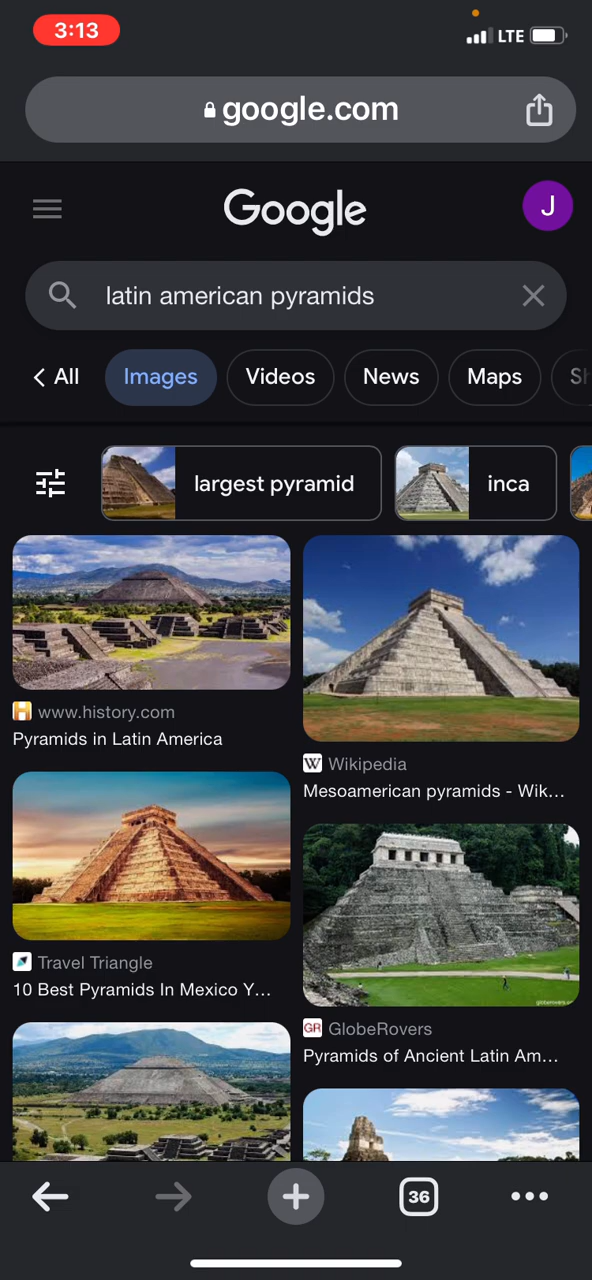 3:13
LTE
google.com
Google
J
latin american pyramids
All
Images
Videos
News
Maps
largest pyramid
inca
www.history.com
Pyramids in Latin America
W Wikipedia
Mesoamerican pyramids - Wik...
Travel Triangle
10 Best Pyramids In Mexico Y...
GR GlobeRovers
Pyramids of Ancient Latin Am...
36